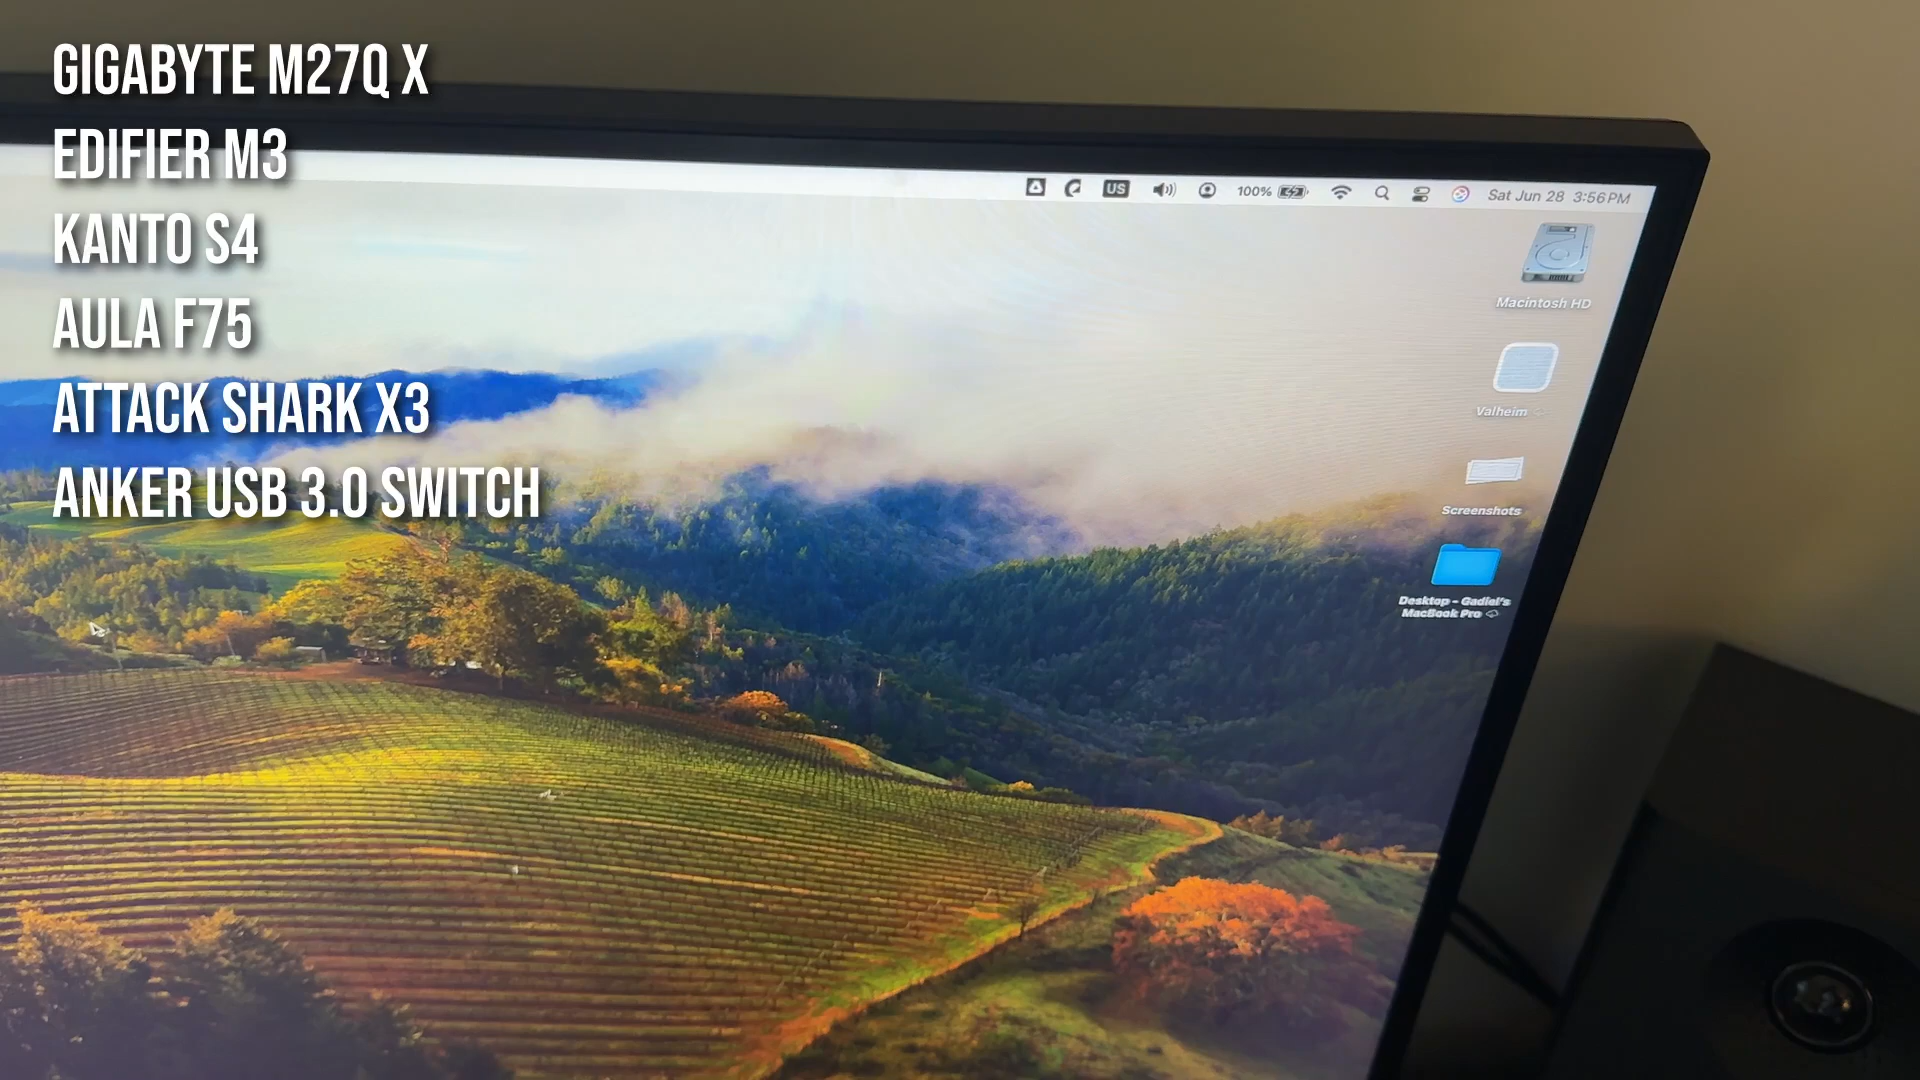 GIGABYTE M27Q X
EDIFIER M3
KANTO S4
AULA F75
ATTACK SHARK X3
ANKER USB 3.0 SWITCH
US
100%
Sat Jun 28 3:56 PM
Macintosh HD
Valheim
Screenshots
Desktop - Gadiel's
MacBook Pro